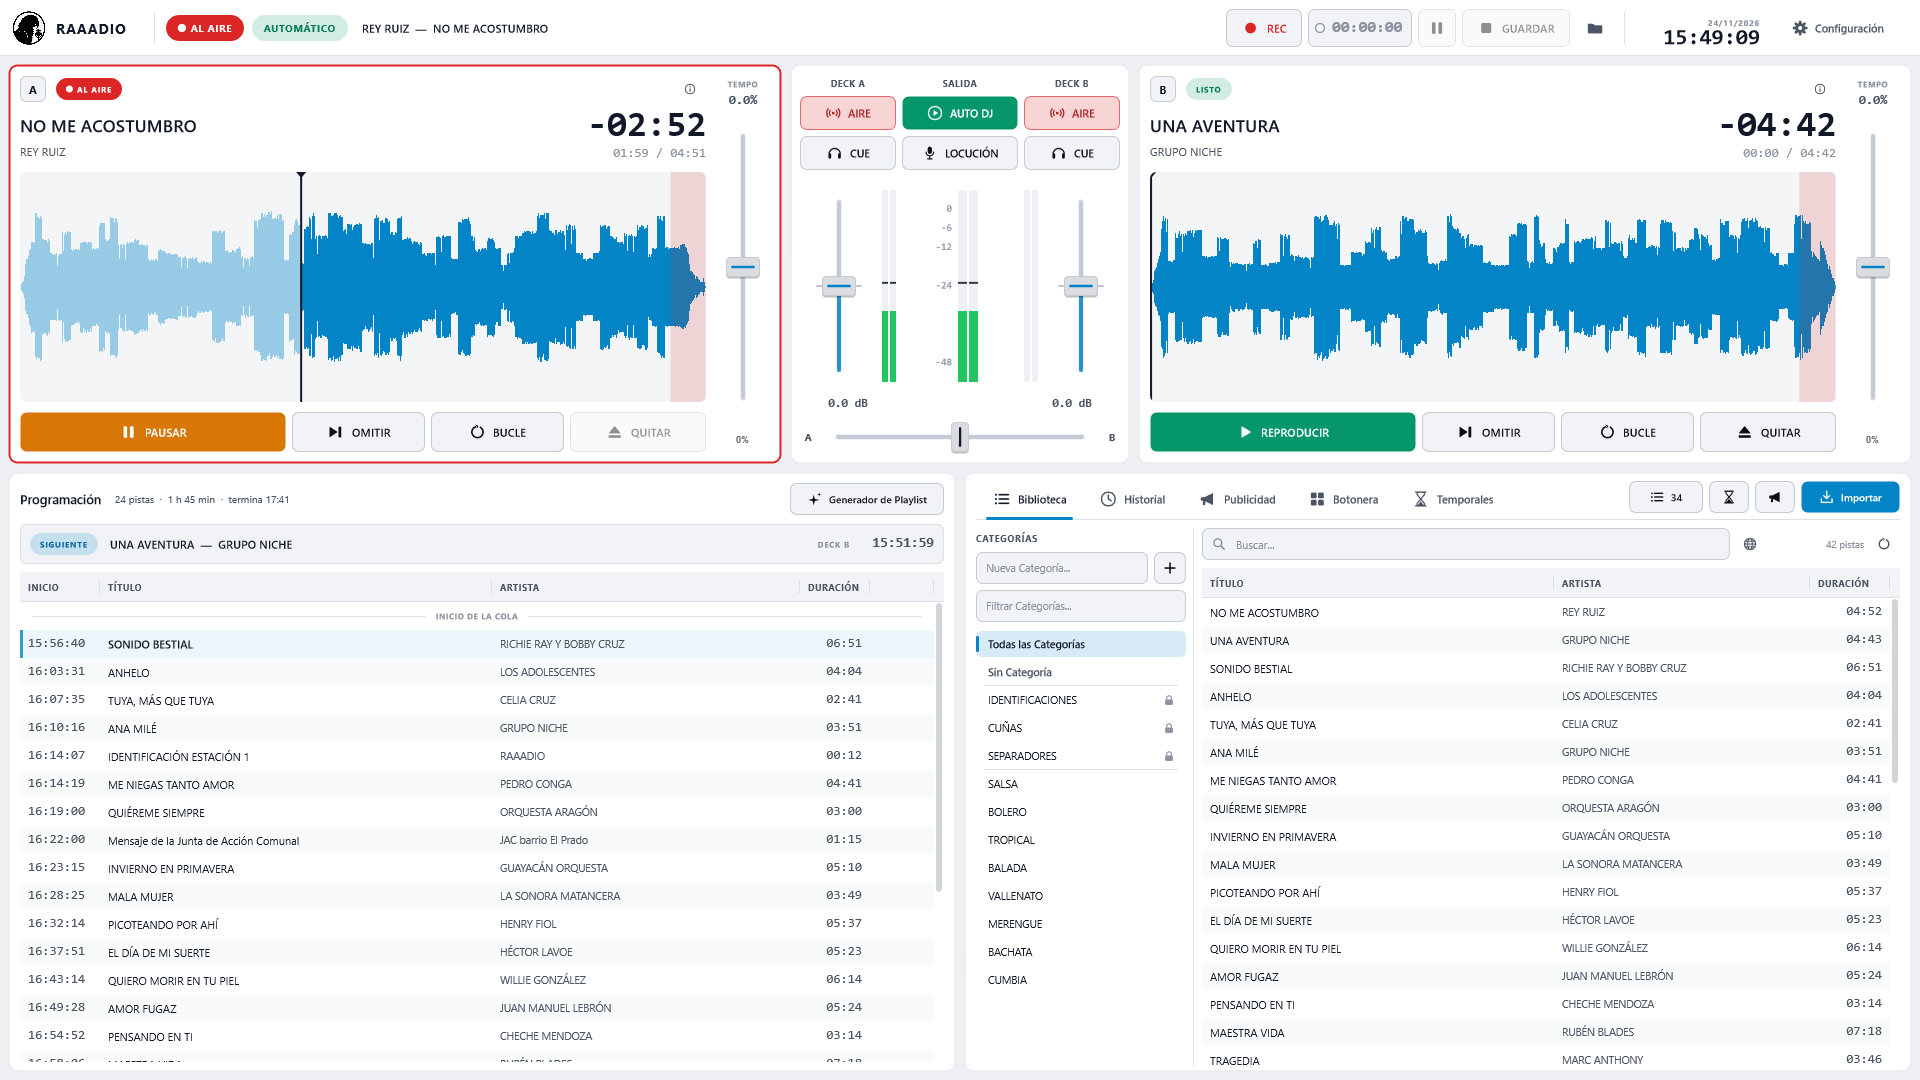 RAAADIO
AL AIRE
AUTOMÁTICO
REY RUIZ — NO ME ACOSTUMBRO
REC
00:00:00
GUARDAR
24/11/2026
15:49:09
Configuración
A
AL AIRE
TEMPO
0.0%
NO ME ACOSTUMBRO
-02:52
REY RUIZ
01:59 / 04:51
PAUSAR
OMITIR
BUCLE
QUITAR
0%
DECK A
SALIDA
DECK B
AIRE
AUTO DJ
AIRE
CUE
LOCUCIÓN
CUE
0
-6
-12
-24
-48
0.0 dB
0.0 dB
A
B
B
LISTO
TEMPO
0.0%
UNA AVENTURA
-04:42
GRUPO NICHE
00:00 / 04:42
REPRODUCIR
OMITIR
BUCLE
QUITAR
0%
Programación
24 pistas · 1 h 45 min · termina 17:41
Generador de Playlist
SIGUIENTE
UNA AVENTURA — GRUPO NICHE
DECK B
15:51:59
INICIO TÍTULO ARTISTA DURACIÓN
INICIO DE LA COLA
15:56:40 SONIDO BESTIAL RICHIE RAY Y BOBBY CRUZ 06:51
16:03:31 ANHELO LOS ADOLESCENTES 04:04
16:07:35 TUYA, MÁS QUE TUYA CELIA CRUZ 02:41
16:10:16 ANA MILÉ GRUPO NICHE 03:51
16:14:07 IDENTIFICACIÓN ESTACIÓN 1 RAAADIO 00:12
16:14:19 ME NIEGAS TANTO AMOR PEDRO CONGA 04:41
16:19:00 QUIÉREME SIEMPRE ORQUESTA ARAGÓN 03:00
16:22:00 Mensaje de la Junta de Acción Comunal JAC barrio El Prado 01:15
16:23:15 INVIERNO EN PRIMAVERA GUAYACÁN ORQUESTA 05:10
16:28:25 MALA MUJER LA SONORA MATANCERA 03:49
16:32:14 PICOTEANDO POR AHÍ HENRY FIOL 05:37
16:37:51 EL DÍA DE MI SUERTE HÉCTOR LAVOE 05:23
16:43:14 QUIERO MORIR EN TU PIEL WILLIE GONZÁLEZ 06:14
16:49:28 AMOR FUGAZ JUAN MANUEL LEBRÓN 05:24
16:54:52 PENSANDO EN TI CHECHE MENDOZA 03:14
16:58:06 MAESTRA VIDA RUBÉN BLADES 07:18
Biblioteca
Historial
Publicidad
Botonera
Temporales
34
Importar
CATEGORÍAS
Nueva Categoría...
Filtrar Categorías...
Todas las Categorías
Sin Categoría
IDENTIFICACIONES
CUÑAS
SEPARADORES
SALSA
BOLERO
TROPICAL
BALADA
VALLENATO
MERENGUE
BACHATA
CUMBIA
Buscar...
42 pistas
TÍTULO ARTISTA DURACIÓN
NO ME ACOSTUMBRO REY RUIZ 04:52
UNA AVENTURA GRUPO NICHE 04:43
SONIDO BESTIAL RICHIE RAY Y BOBBY CRUZ 06:51
ANHELO LOS ADOLESCENTES 04:04
TUYA, MÁS QUE TUYA CELIA CRUZ 02:41
ANA MILÉ GRUPO NICHE 03:51
ME NIEGAS TANTO AMOR PEDRO CONGA 04:41
QUIÉREME SIEMPRE ORQUESTA ARAGÓN 03:00
INVIERNO EN PRIMAVERA GUAYACÁN ORQUESTA 05:10
MALA MUJER LA SONORA MATANCERA 03:49
PICOTEANDO POR AHÍ HENRY FIOL 05:37
EL DÍA DE MI SUERTE HÉCTOR LAVOE 05:23
QUIERO MORIR EN TU PIEL WILLIE GONZÁLEZ 06:14
AMOR FUGAZ JUAN MANUEL LEBRÓN 05:24
PENSANDO EN TI CHECHE MENDOZA 03:14
MAESTRA VIDA RUBÉN BLADES 07:18
TRAGEDIA MARC ANTHONY 03:46